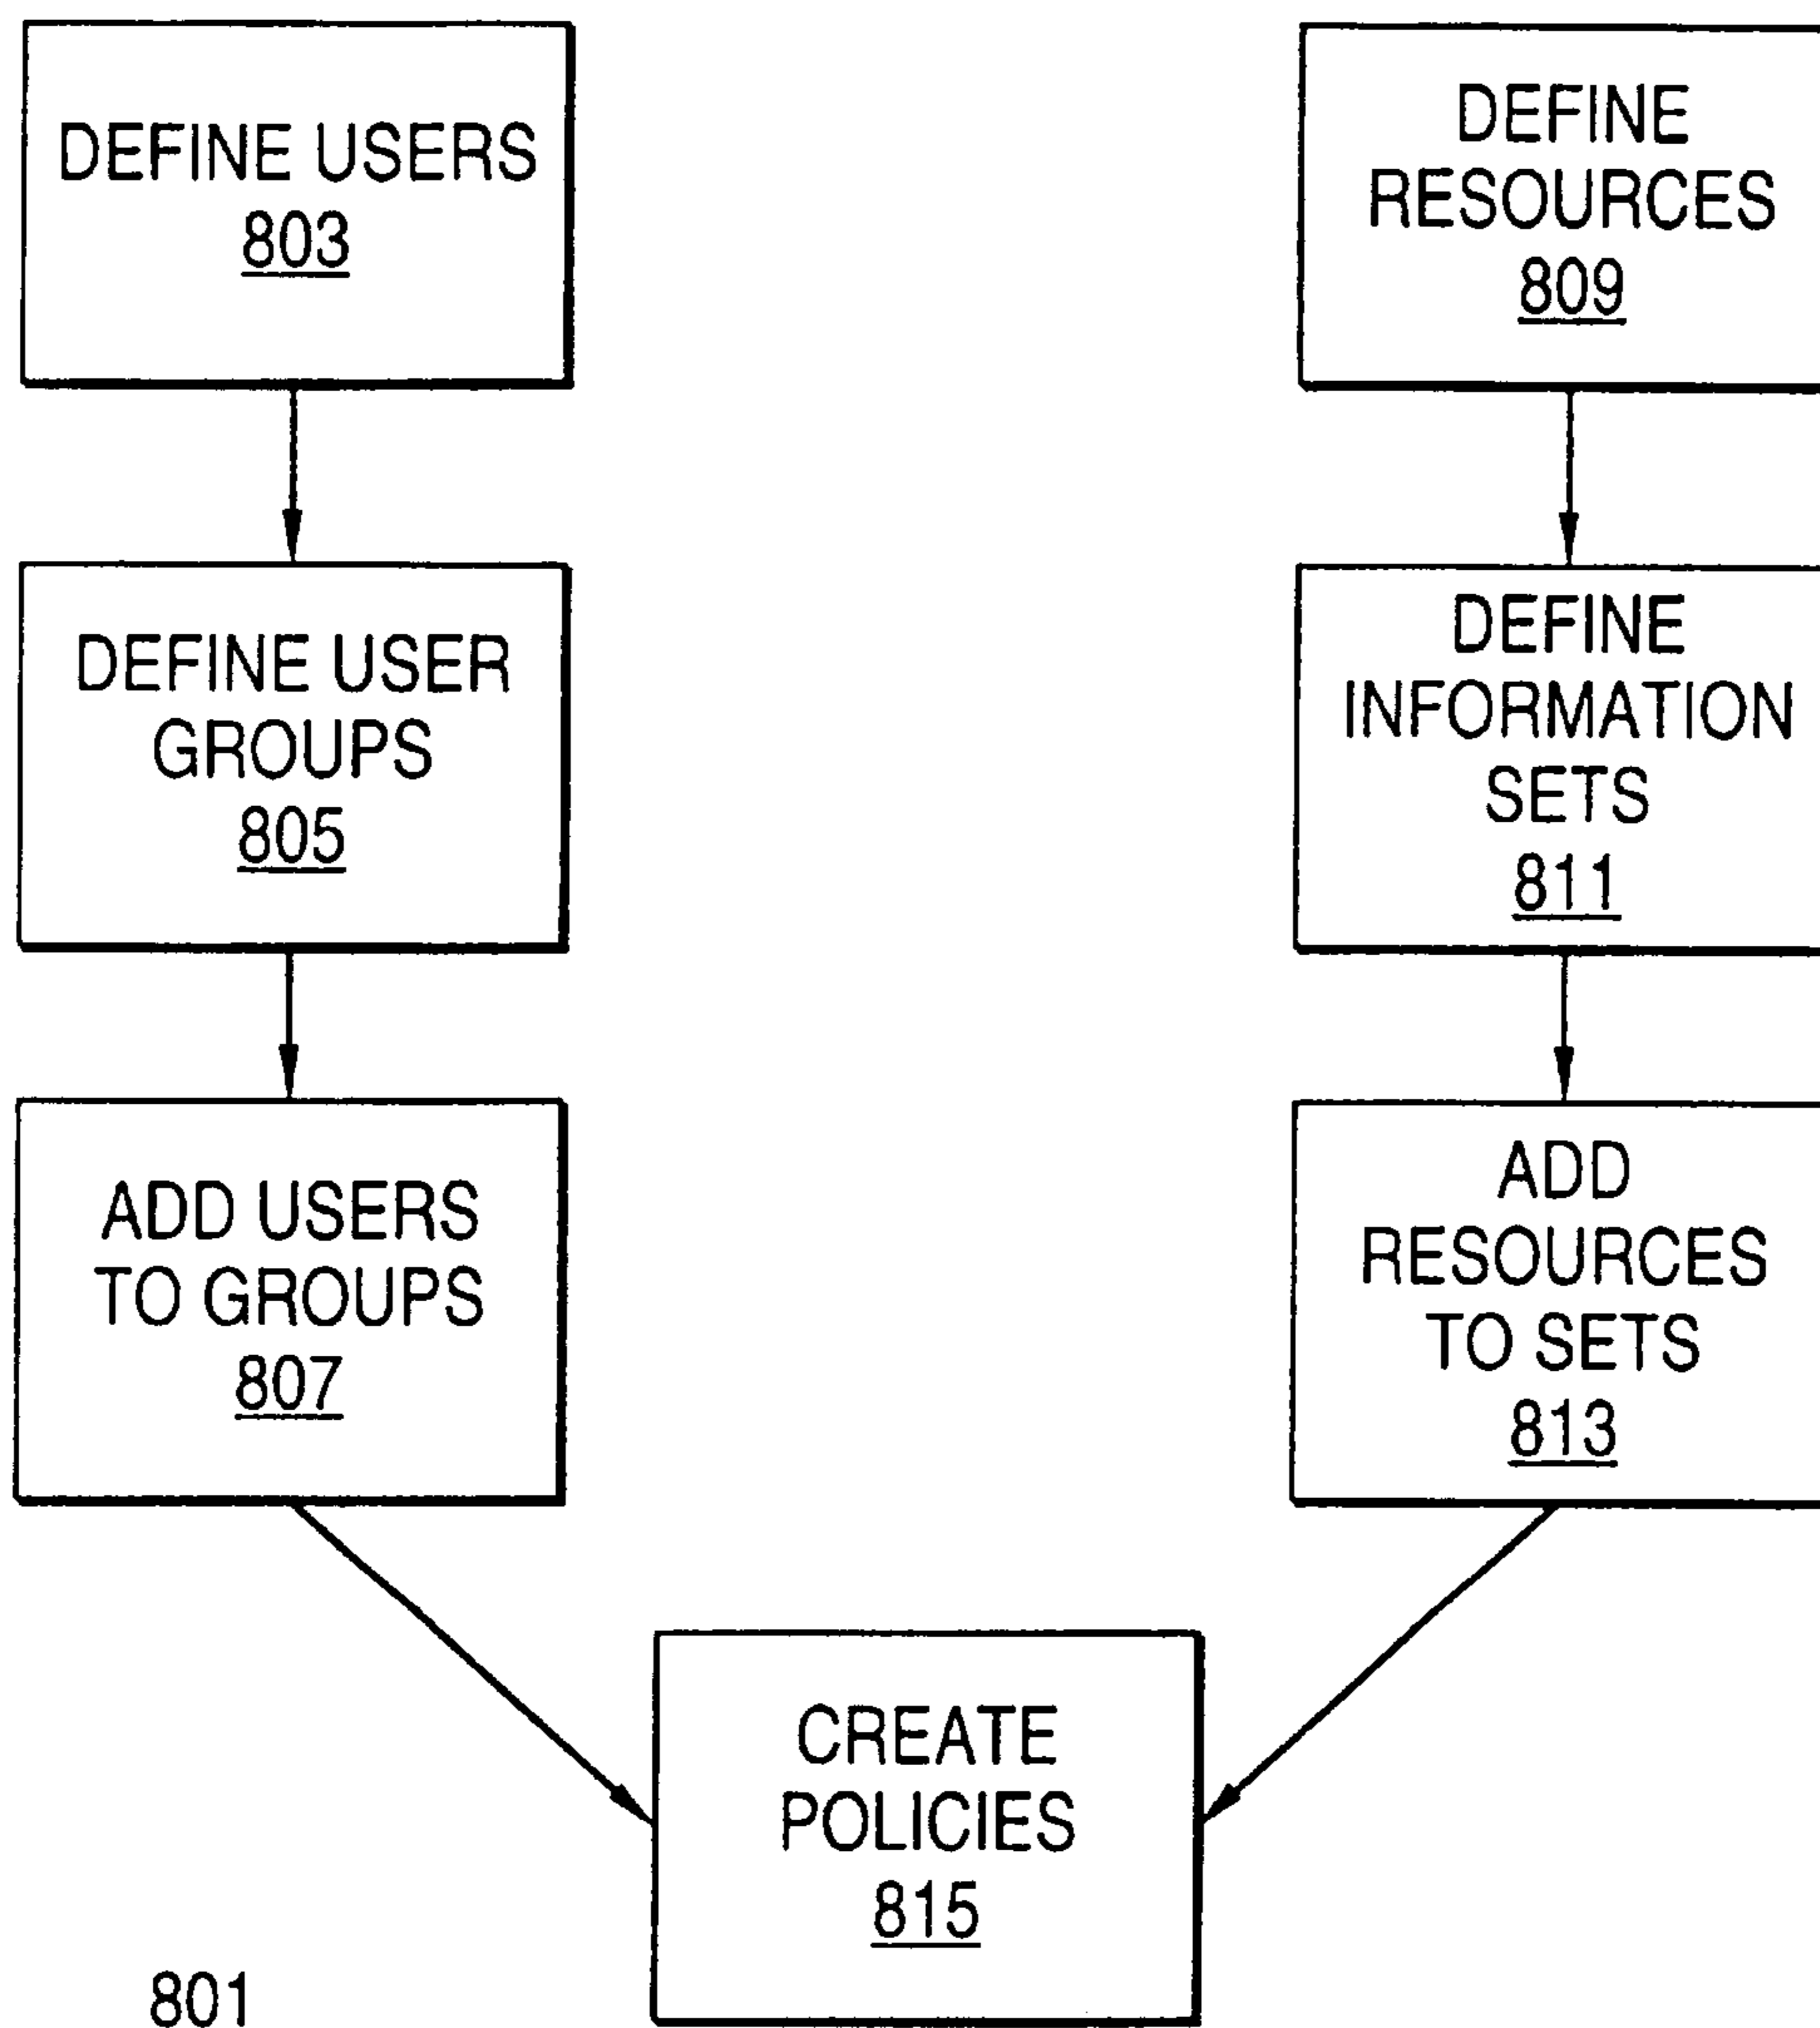 DEFINE USERS
803
DEFINE USER
GROUPS
805
ADD USERS
TO GROUPS
807
DEFINE
RESOURCES
809
DEFINE
INFORMATION
SETS
811
ADD
RESOURCES
TO SETS
813
CREATE
POLICIES
815
801